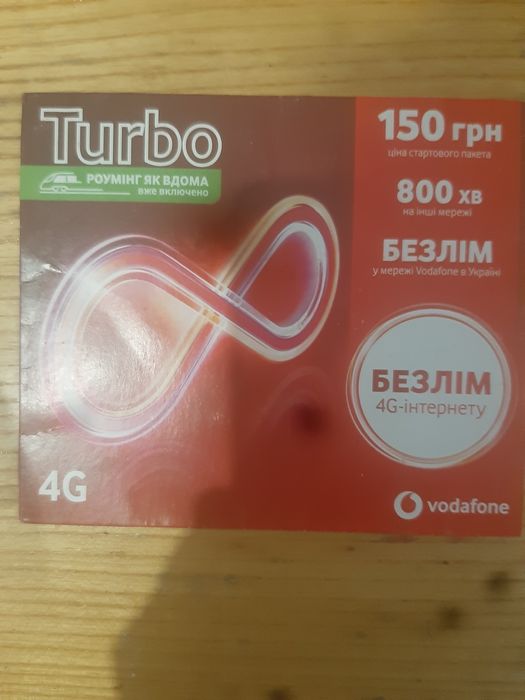 Turbo
РОУМІНГ ЯК ВДОМА
вже включено
150 грн
ціна стартового пакета
800 хв
на інші мережі
БЕЗЛІМ
у мережі Vodafone в Україні
БЕЗЛІМ
4G-інтернету
4G
vodafone